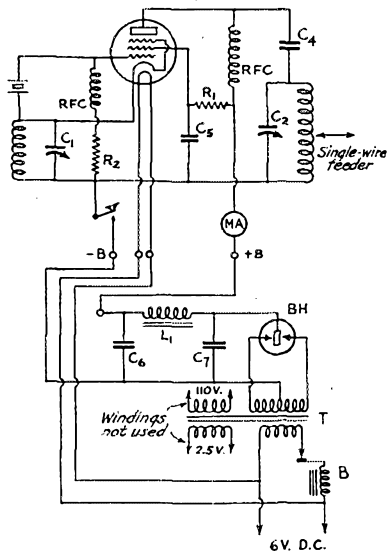 C4
RFC
RFC
R1
C1
R2
C5
C2
Single-wire
feeder
MA
-B
+B
BH
L1
C6
C7
110V.
Windings
not used
T
2.5V.
B
6V. D.C.